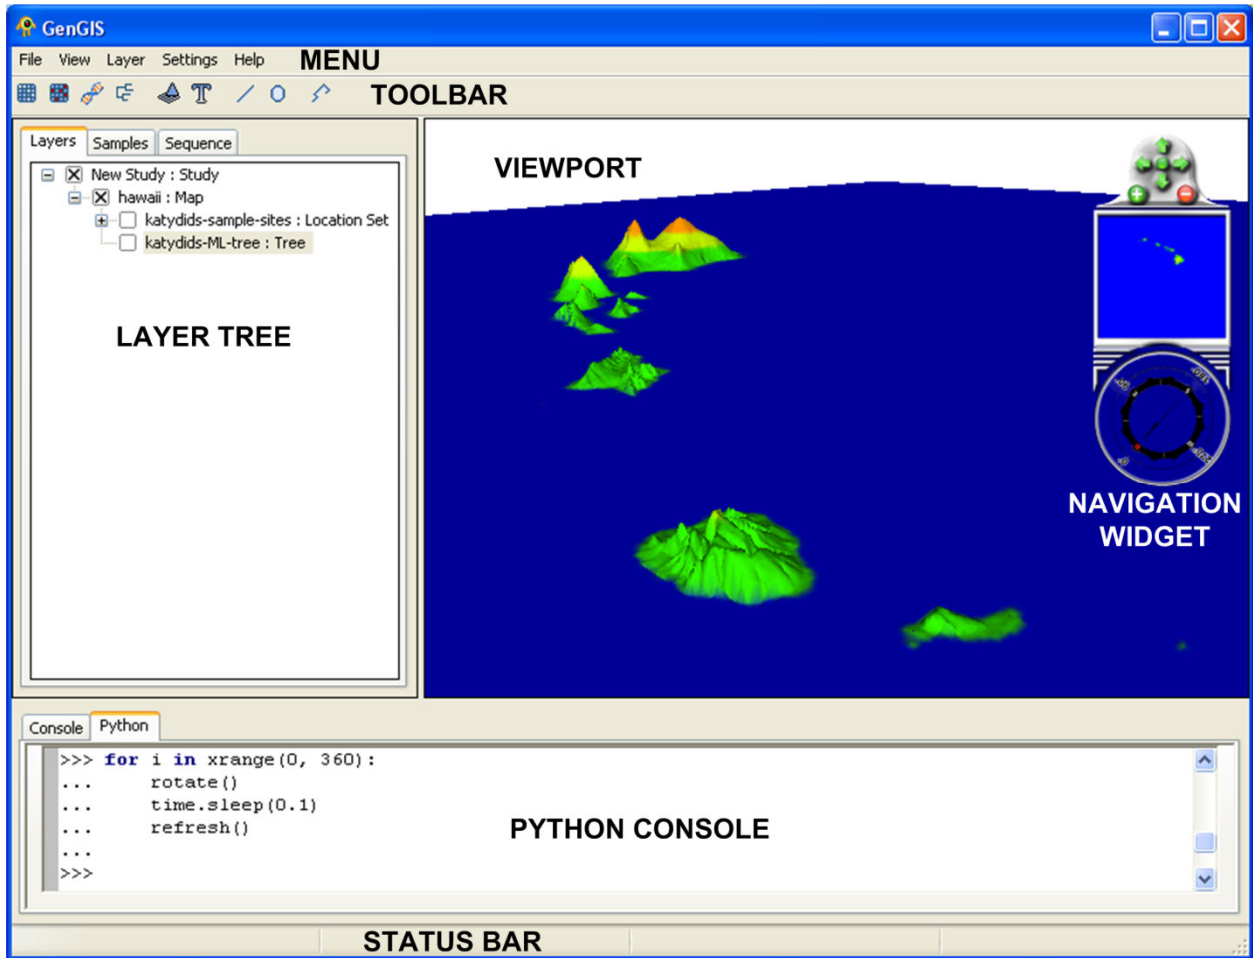 GenGIS
File View Layer Settings Help MENU
TOOLBAR
Layers Samples Sequence
New Study : Study
hawaii : Map
katydids-sample-sites : Location Set
katydids-ML-tree : Tree
LAYER TREE
VIEWPORT
NAVIGATION
WIDGET
Console Python
>>> for i in xrange(0, 360):
... rotate()
... time.sleep(0.1)
... refresh()
...
>>>
PYTHON CONSOLE
STATUS BAR